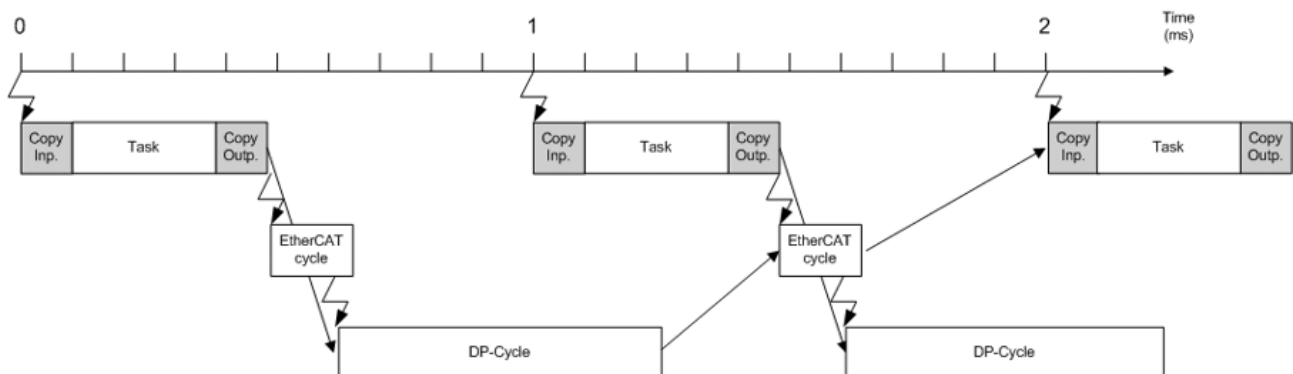 0
1
2
Time
(ms)
Copy
Inp.
Task
Copy
Outp.
Copy
Inp.
Task
Copy
Outp.
Copy
Inp.
Task
Copy
Outp.
EtherCAT
cycle
EtherCAT
cycle
DP-Cycle
DP-Cycle